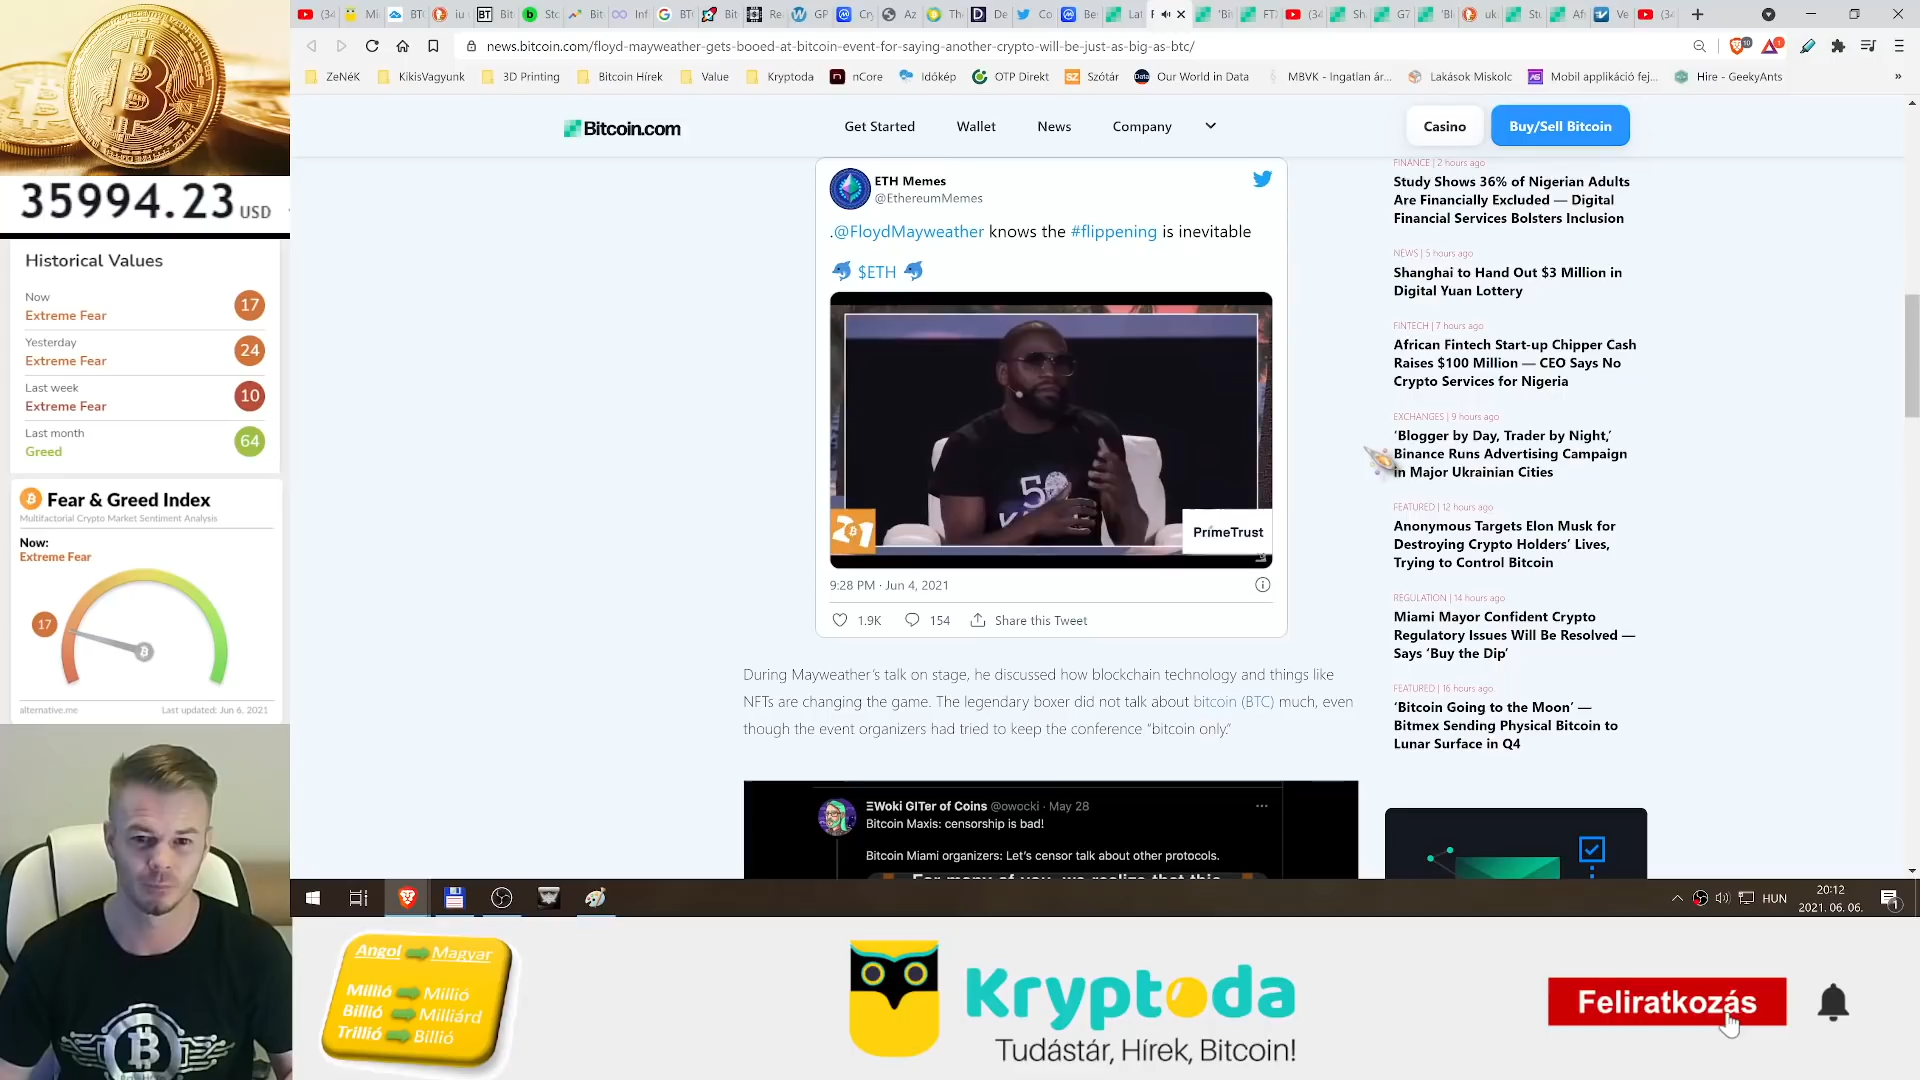 35994.23 USD
Historical Values
Now
Extreme Fear
17
Yesterday
Extreme Fear
24
Last week
Extreme Fear
10
Last month
Greed
64
Fear & Greed Index
Multifactorial Crypto Market Sentiment Analysis
Now:
Extreme Fear
17
alternative.me
Last updated: Jun 6, 2021
news.bitcoin.com/floyd-mayweather-gets-booed-at-bitcoin-event-for-saying-another-crypto-will-be-just-as-big-as-btc/
ZeNéK
KikisVagyunk
3D Printing
Bitcoin Hírek
Value
Kryptoda
nCore
Időkép
OTP Direkt
Szótár
Our World in Data
MBVK - Ingatlan ár...
Lakások Miskolc
Mobil applikáció fej...
Hire - GeekyAnts
Bitcoin.com
Get Started
Wallet
News
Company
Casino
Buy/Sell Bitcoin
ETH Memes
@EthereumMemes
.@FloydMayweather knows the #flippening is inevitable
$ETH
21
PrimeTrust
9:28 PM · Jun 4, 2021
1.9K
154
Share this Tweet
During Mayweather's talk on stage, he discussed how blockchain technology and things like
NFTs are changing the game. The legendary boxer did not talk about bitcoin (BTC) much, even
though the event organizers had tried to keep the conference “bitcoin only.”
ΞWoki GITer of Coins @owocki · May 28
Bitcoin Maxis: censorship is bad!
Bitcoin Miami organizers: Let's censor talk about other protocols.
For many of you, we realize that this
FINANCE | 2 hours ago
Study Shows 36% of Nigerian Adults
Are Financially Excluded — Digital
Financial Services Bolsters Inclusion
NEWS | 5 hours ago
Shanghai to Hand Out $3 Million in
Digital Yuan Lottery
FINTECH | 7 hours ago
African Fintech Start-up Chipper Cash
Raises $100 Million — CEO Says No
Crypto Services for Nigeria
EXCHANGES | 9 hours ago
‘Blogger by Day, Trader by Night,’
Binance Runs Advertising Campaign
in Major Ukrainian Cities
FEATURED | 12 hours ago
Anonymous Targets Elon Musk for
Destroying Crypto Holders’ Lives,
Trying to Control Bitcoin
REGULATION | 14 hours ago
Miami Mayor Confident Crypto
Regulatory Issues Will Be Resolved —
Says ‘Buy the Dip’
FEATURED | 16 hours ago
‘Bitcoin Going to the Moon’ —
Bitmex Sending Physical Bitcoin to
Lunar Surface in Q4
HUN
20:12
2021. 06. 06.
Angol Magyar
Millió Millió
Billió Milliárd
Trillió Billió
Kryptoda
Tudástár, Hírek, Bitcoin!
Feliratkozás